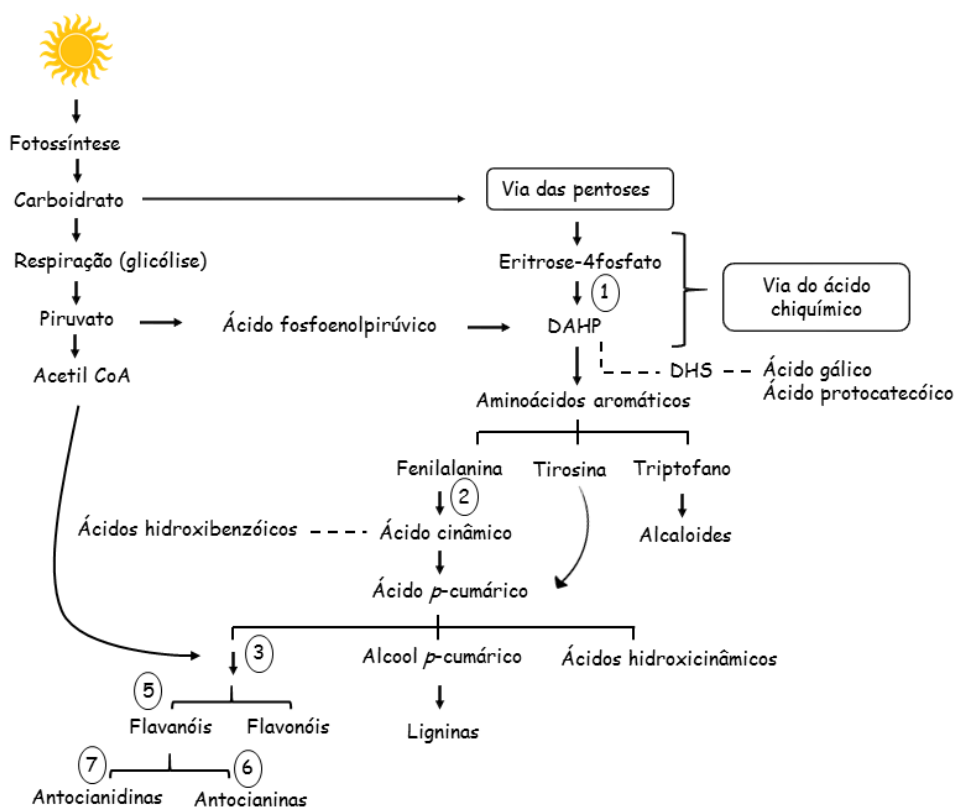 Fotossíntese
Carboidrato
Via das pentoses
Respiração (glicólise)
Eritrose-4fosfato
1
Via do ácido
chiquímico
Piruvato
Ácido fosfoenolpirúvico
DAHP
Acetil CoA
DHS
Ácido gálico
Ácido protocatecóico
Aminoácidos aromáticos
Fenilalanina
Tirosina
Triptofano
2
Ácidos hidroxibenzóicos
Ácido cinâmico
Alcaloides
Ácido p-cumárico
3
Alcool p-cumárico
Ácidos hidroxicinâmicos
5
Flavanóis
Flavonóis
Ligninas
7
6
Antocianidinas
Antocianinas